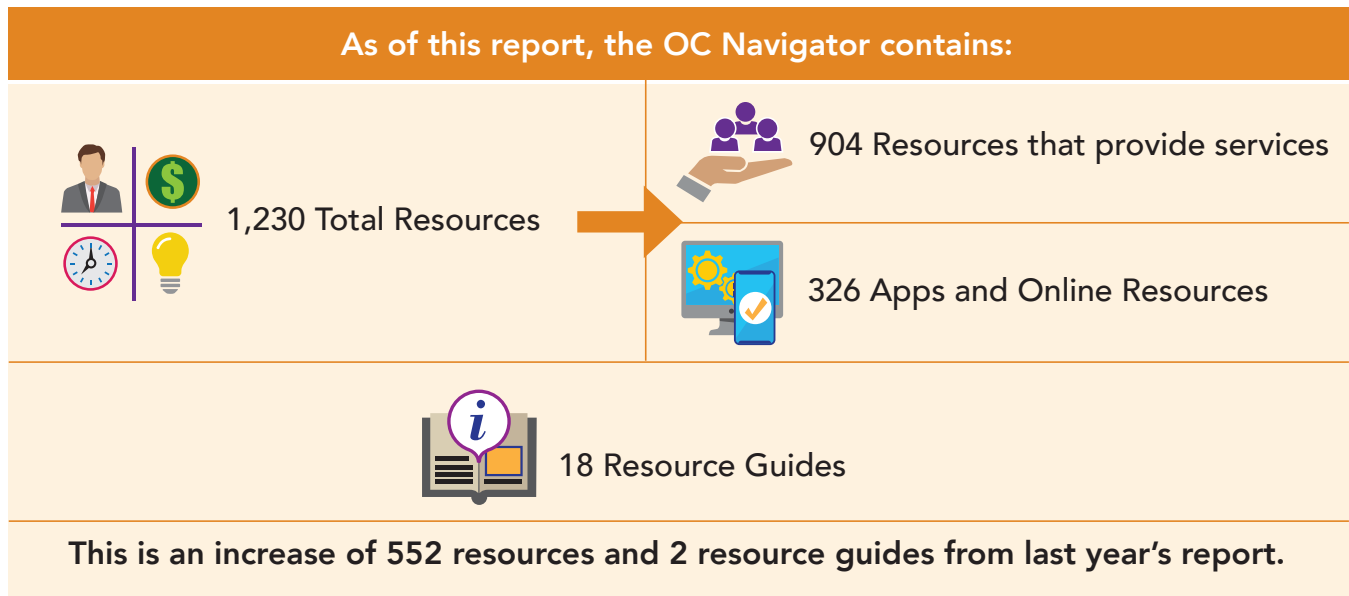 As of this report, the OC Navigator contains:
1,230 Total Resources
904 Resources that provide services
326 Apps and Online Resources
18 Resource Guides
This is an increase of 552 resources and 2 resource guides from last year's report.